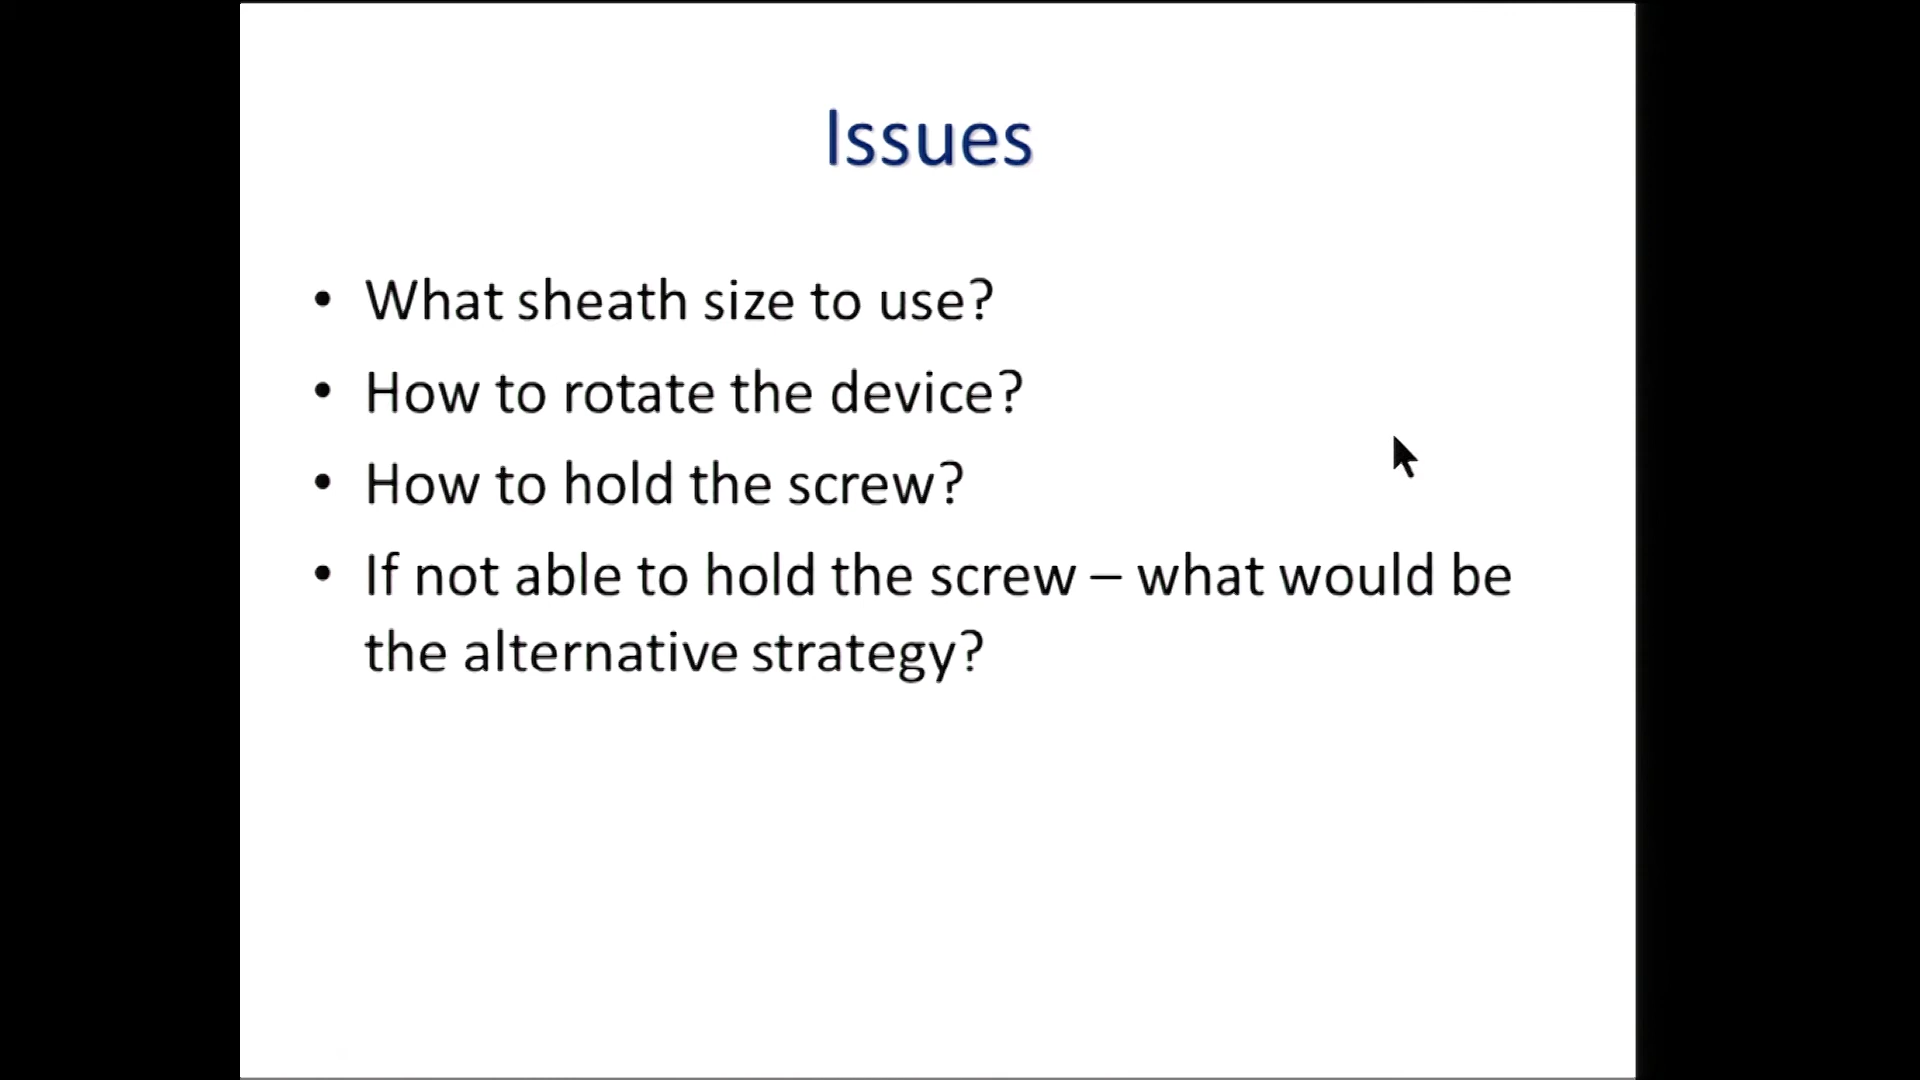 Issues
• What sheath size to use?
• How to rotate the device?
• How to hold the screw?
• If not able to hold the screw – what would be
the alternative strategy?